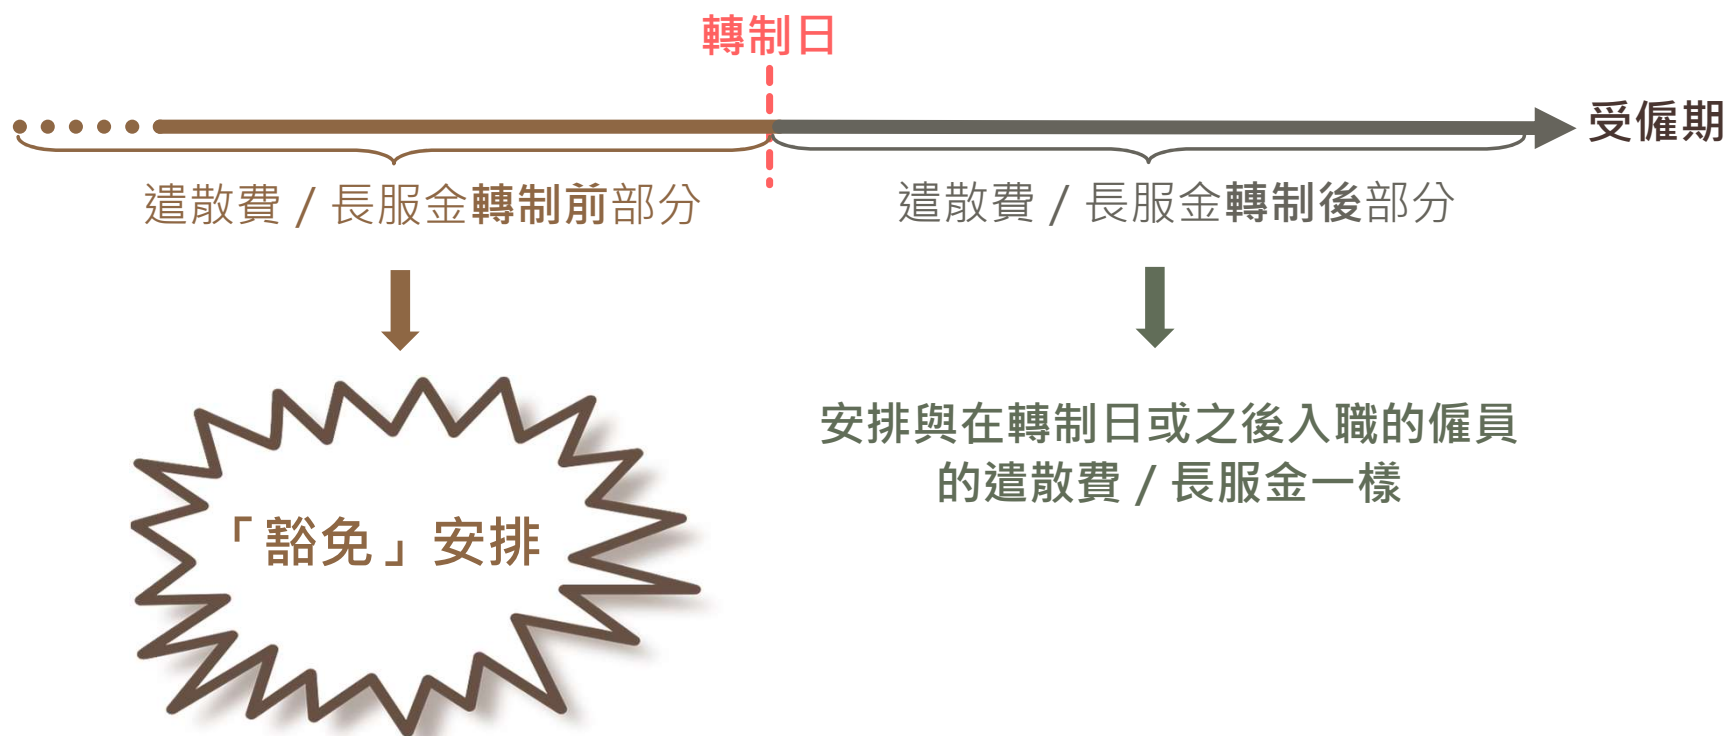 轉制日
受僱期
遣散費 / 長服金轉制前部分
遣散費 / 長服金轉制後部分
安排與在轉制日或之後入職的僱員
的遣散費 / 長服金一樣
「豁免」安排